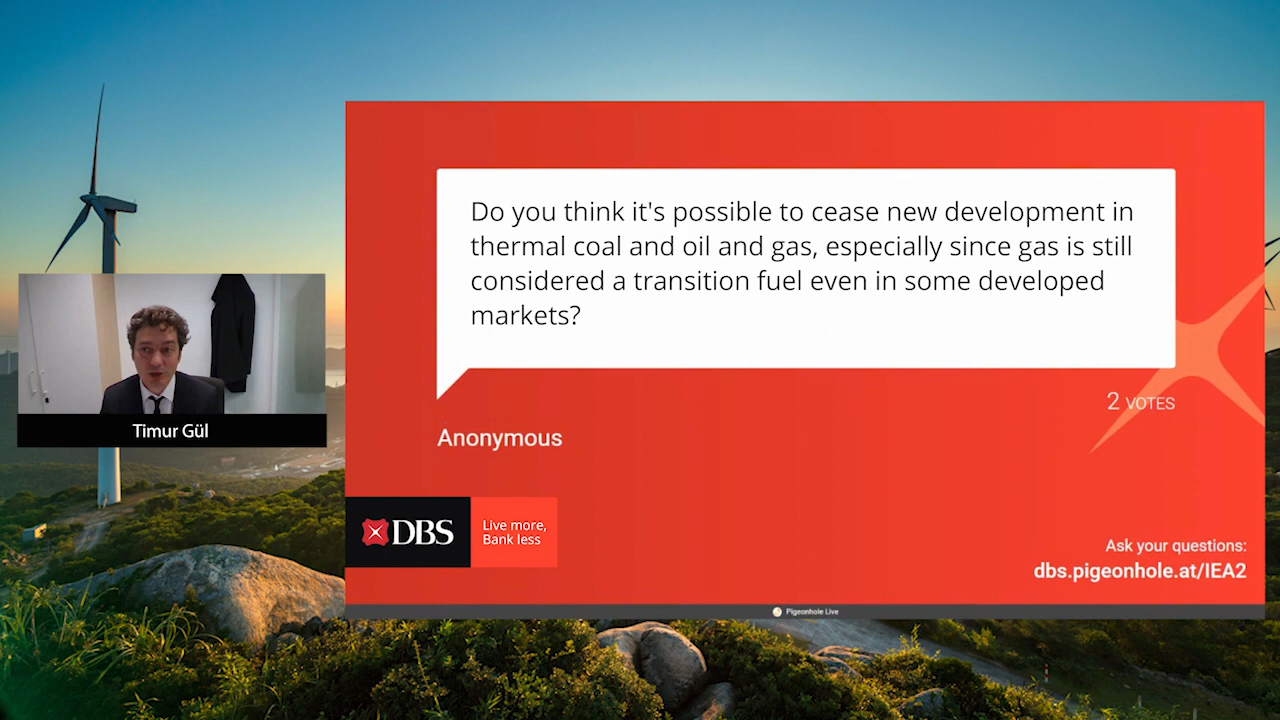 Do you think it's possible to cease new development in
thermal coal and oil and gas, especially since gas is still
considered a transition fuel even in some developed
markets?
2 VOTES
Anonymous
Timur Gül
DBS
Live more,
Bank less
Ask your questions:
dbs.pigeonhole.at/IEA2
Pigeonhole Live